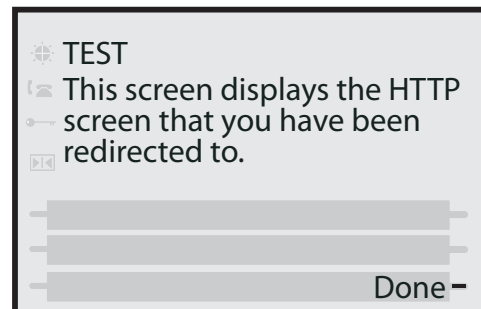 TEST
This screen displays the HTTP
screen that you have been
redirected to.
Done